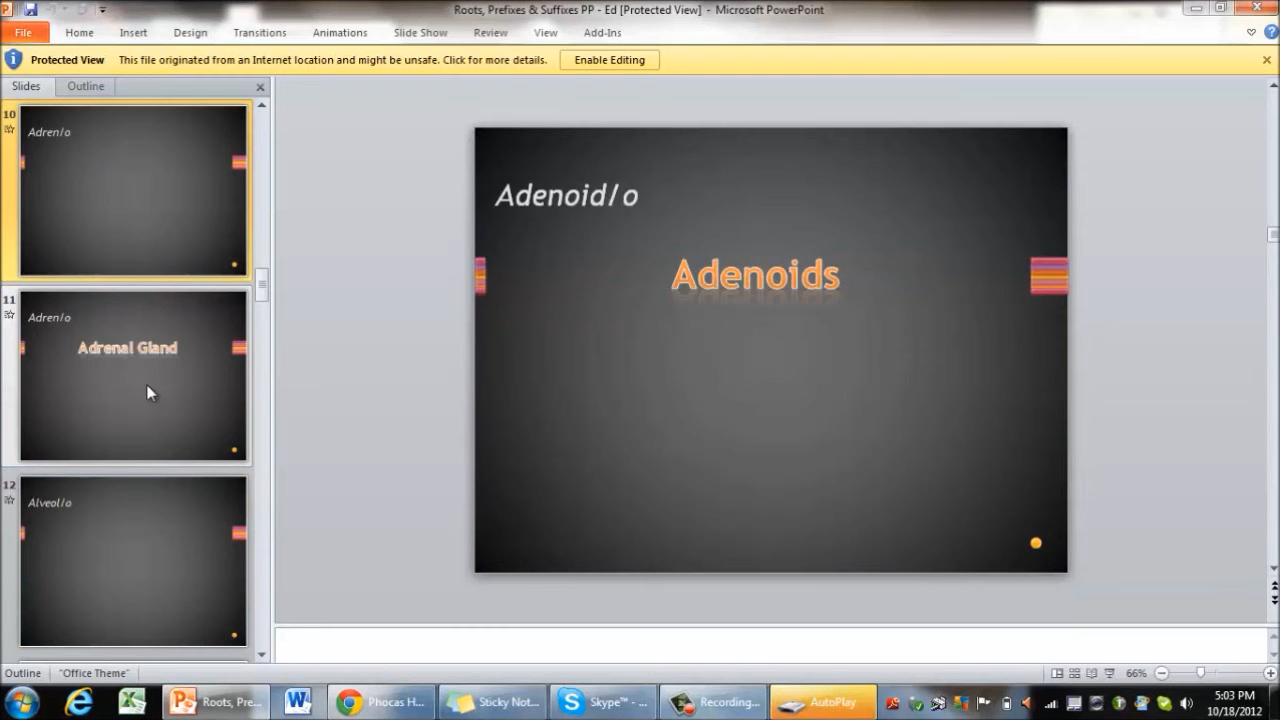 Roots, Prefixes & Suffixes PP - Ed [Protected View] - Microsoft PowerPoint
File Home Insert Design Transitions Animations Slide Show Review View Add-Ins
Protected View This file originated from an Internet location and might be unsafe. Click for more details. Enable Editing
Slides Outline
10
Adren/o
11
Adren/o
Adrenal Gland
12
Alveol/o
Adenoid/o
Adenoids
Outline "Office Theme" 66%
Roots, Pre... Phocas H... Sticky Not... Skype™ - ... Recording... AutoPlay
5:03 PM
10/18/2012